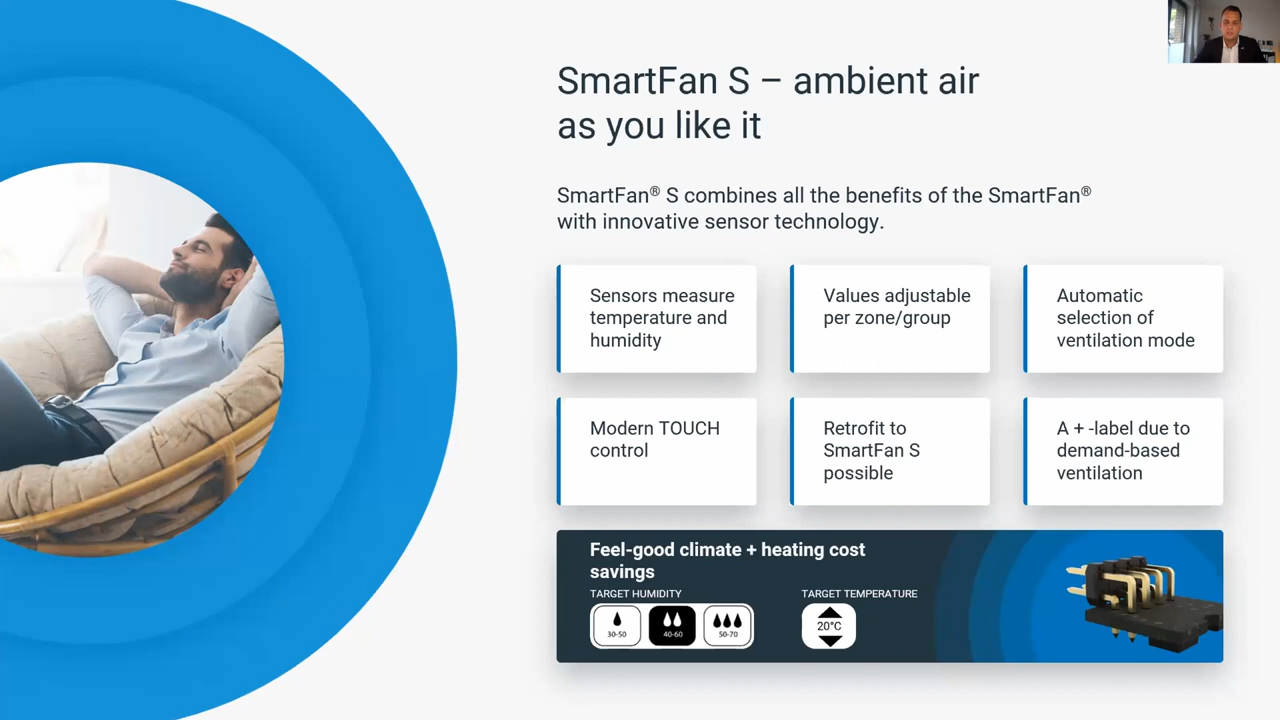 SmartFan S – ambient air
as you like it
SmartFan® S combines all the benefits of the SmartFan®
with innovative sensor technology.
Sensors measure
temperature and
humidity
Values adjustable
per zone/group
Automatic
selection of
ventilation mode
Modern TOUCH
control
Retrofit to
SmartFan S
possible
A + -label due to
demand-based
ventilation
Feel-good climate + heating cost
savings
TARGET HUMIDITY
30-50
40-60
50-70
TARGET TEMPERATURE
20°C